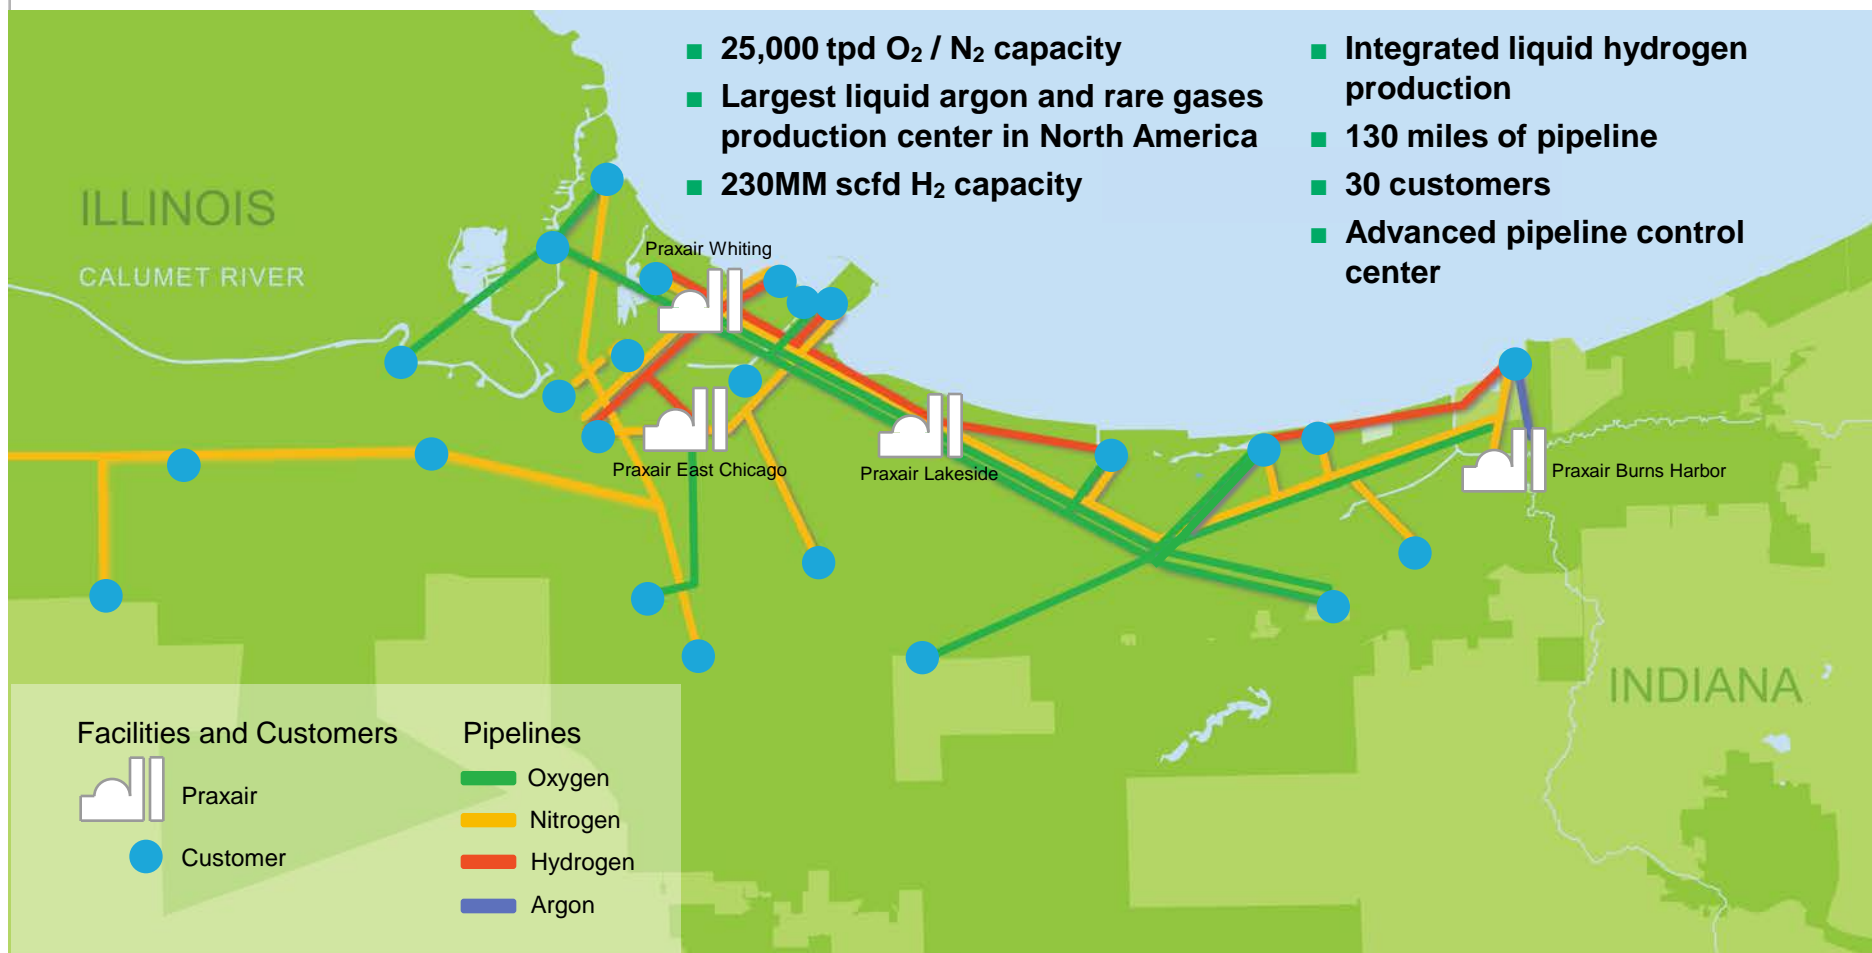 ■ 25,000 tpd O₂ / N₂ capacity
■ Largest liquid argon and rare gases
production center in North America
■ 230MM scfd H₂ capacity
■ Integrated liquid hydrogen
production
■ 130 miles of pipeline
■ 30 customers
■ Advanced pipeline control
center
ILLINOIS
CALUMET RIVER
Praxair Whiting
Praxair East Chicago
Praxair Lakeside
Praxair Burns Harbor
INDIANA
Facilities and Customers
Praxair
Customer
Pipelines
Oxygen
Nitrogen
Hydrogen
Argon